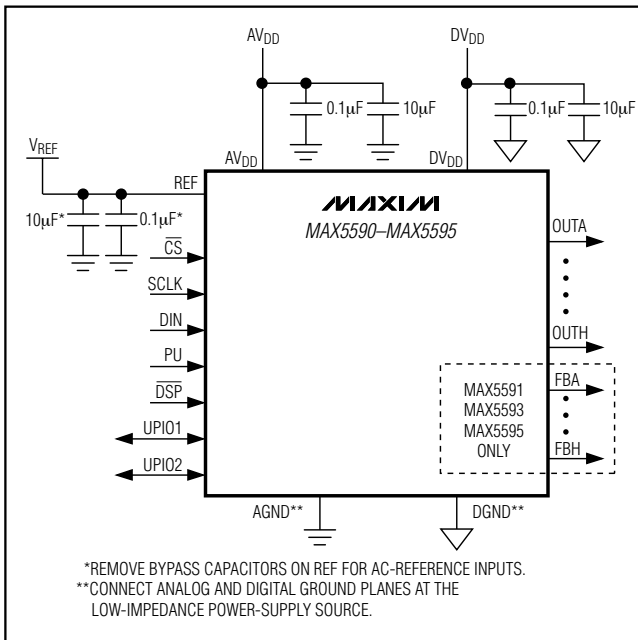 AVDD
DVDD
0.1µF
10µF
0.1µF
10µF
VREF
REF
AVDD
DVDD
10µF*
0.1µF*
MAXIM
MAX5590–MAX5595
CS
SCLK
DIN
PU
DSP
UPIO1
UPIO2
OUTA
OUTH
MAX5591
MAX5593
MAX5595
ONLY
FBA
FBH
AGND**
DGND**
*REMOVE BYPASS CAPACITORS ON REF FOR AC-REFERENCE INPUTS.
**CONNECT ANALOG AND DIGITAL GROUND PLANES AT THE
LOW-IMPEDANCE POWER-SUPPLY SOURCE.